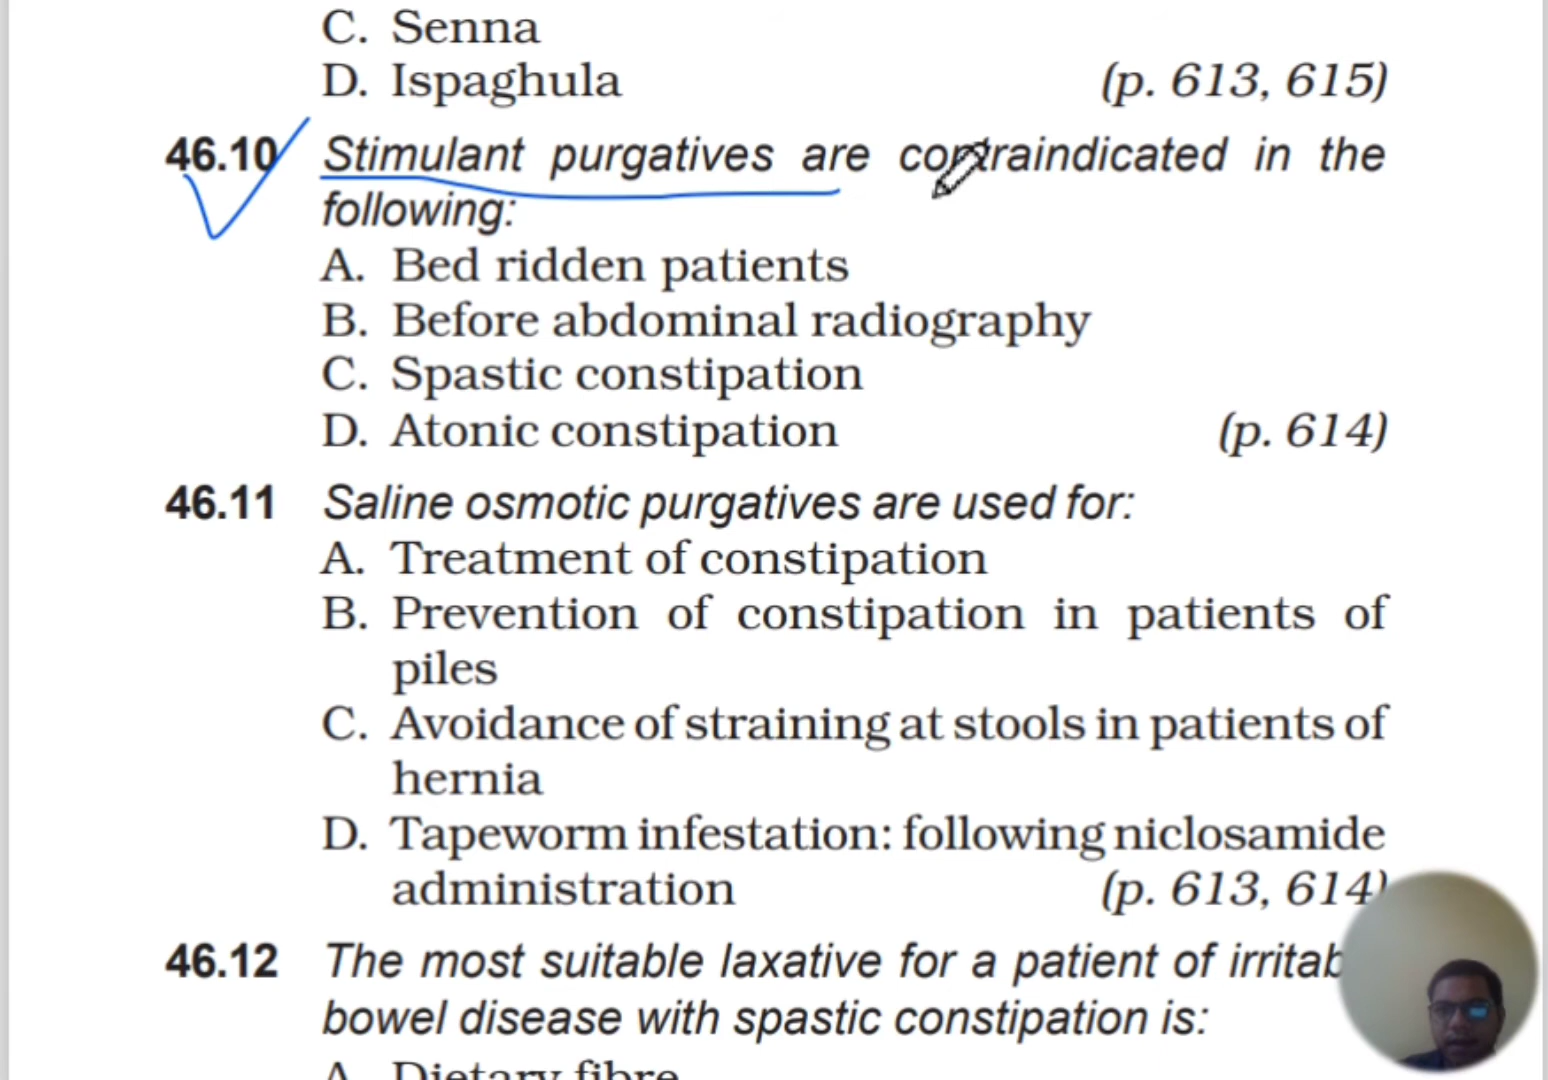 C. Senna
D. Ispaghula (p. 613, 615)
46.10 Stimulant purgatives are contraindicated in the
following:
A. Bed ridden patients
B. Before abdominal radiography
C. Spastic constipation
D. Atonic constipation (p. 614)
46.11 Saline osmotic purgatives are used for:
A. Treatment of constipation
B. Prevention of constipation in patients of
piles
C. Avoidance of straining at stools in patients of
hernia
D. Tapeworm infestation: following niclosamide
administration (p. 613, 614)
46.12 The most suitable laxative for a patient of irritab
bowel disease with spastic constipation is:
A. Dietary fibre